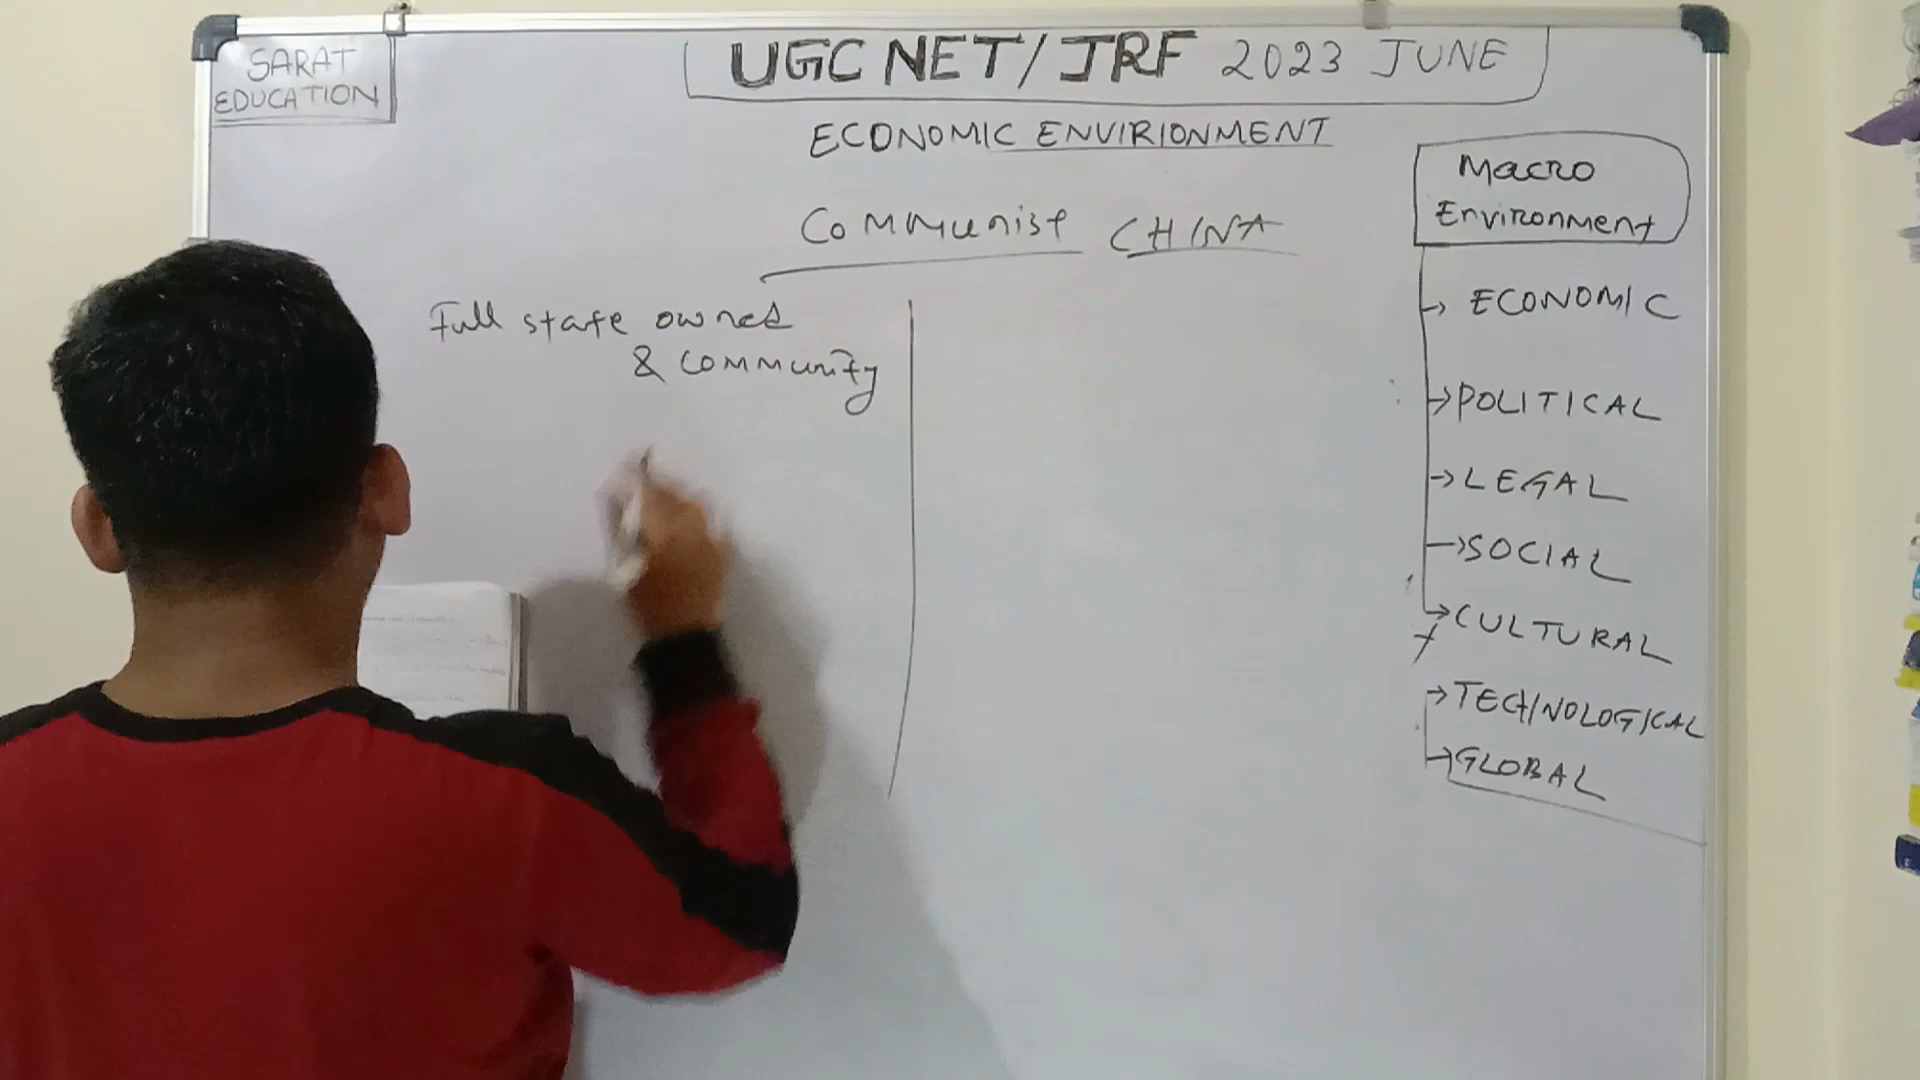 SARAT
EDUCATION
UGC NET/JRF 2023 JUNE
ECONOMIC ENVIRIONMENT
Communist CHINA
Full state owned
& community
Macro
Environment
→ ECONOMIC
→ POLITICAL
→ LEGAL
→ SOCIAL
→ CULTURAL
→ TECHNOLOGICAL
→ GLOBAL